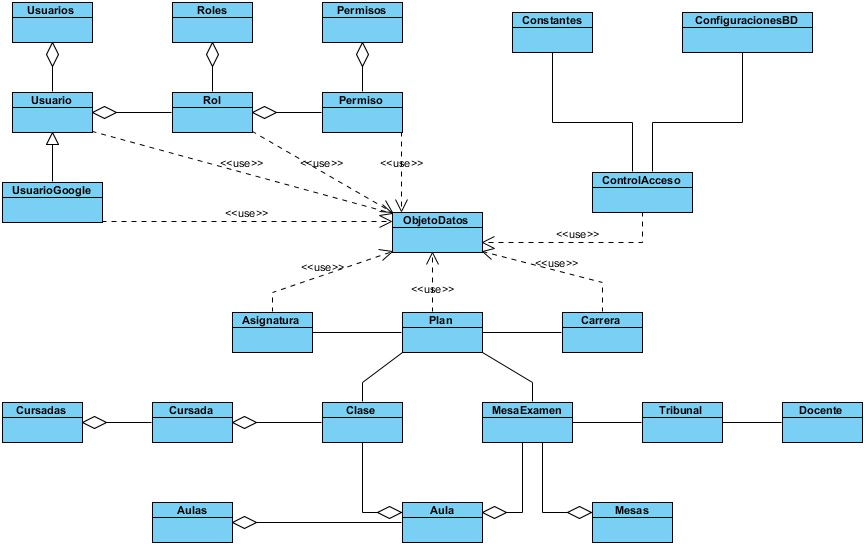 Usuarios
Roles
Permisos
Constantes
ConfiguracionesBD
Usuario
Rol
Permiso
<<use>>
<<use>>
<<use>>
ControlAcceso
UsuarioGoogle
<<use>>
ObjetoDatos
<<use>>
<<use>>
<<use>>
<<use>>
Asignatura
Plan
Carrera
Cursadas
Cursada
Clase
MesaExamen
Tribunal
Docente
Aulas
Aula
Mesas